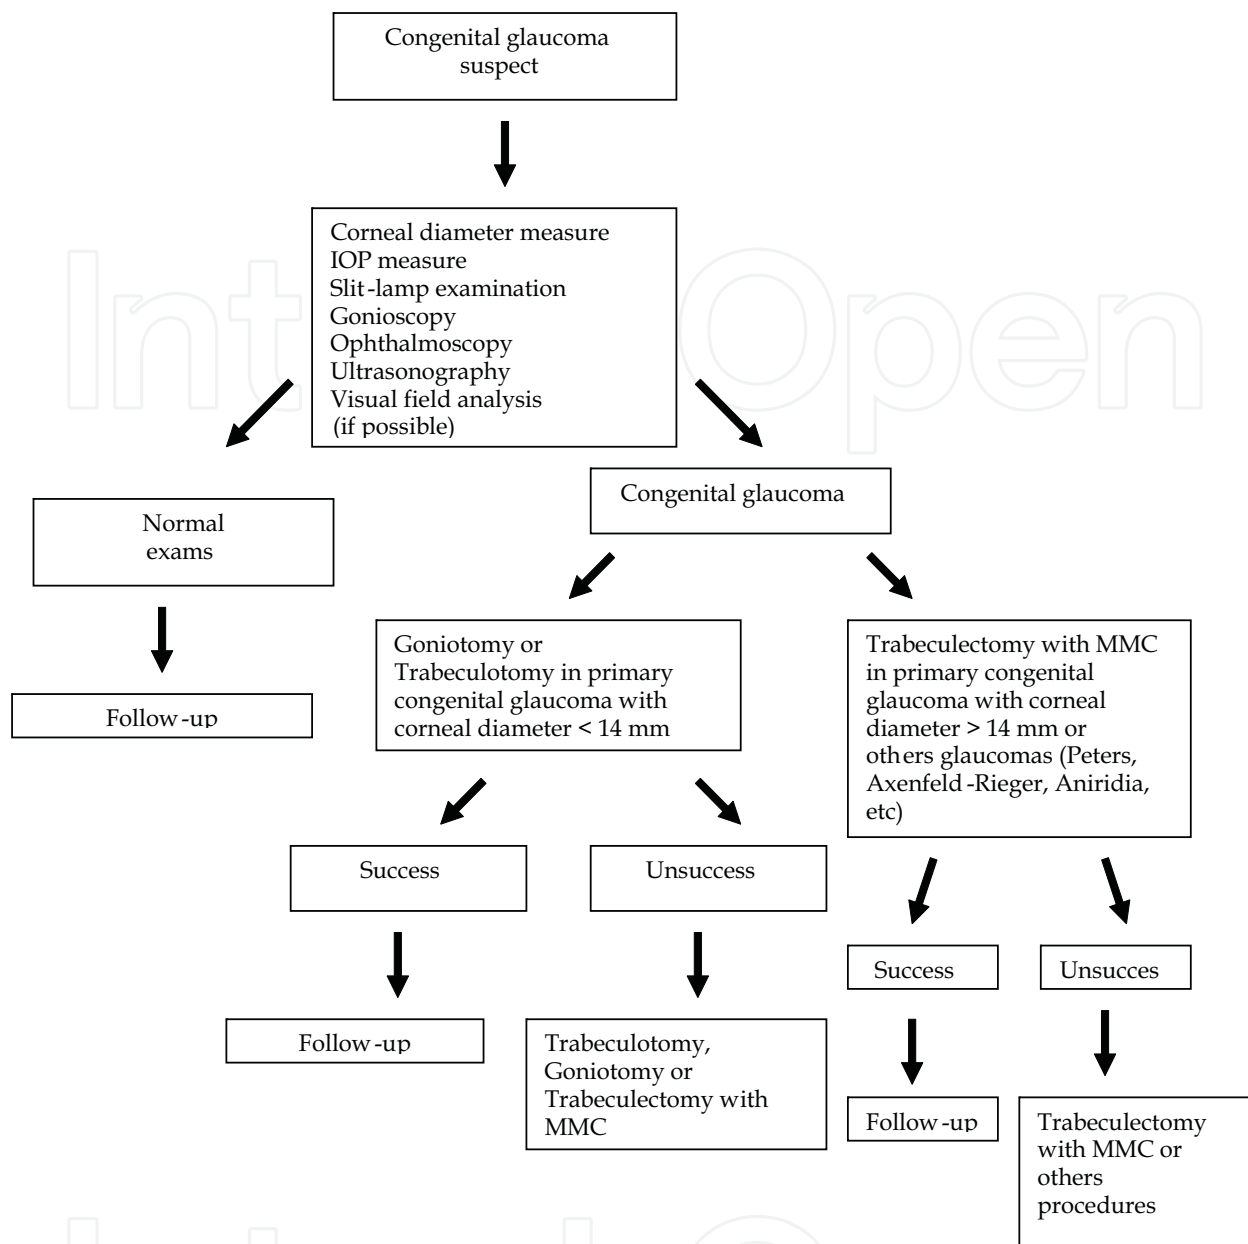 Congenital glaucoma
suspect
Corneal diameter measure
IOP measure
Slit-lamp examination
Gonioscopy
Ophthalmoscopy
Ultrasonography
Visual field analysis
(if possible)
Normal
exams
Congenital glaucoma
Follow-up
Goniotomy or
Trabeculotomy in primary
congenital glaucoma with
corneal diameter < 14 mm
Trabeculectomy with MMC
in primary congenital
glaucoma with corneal
diameter > 14 mm or
others glaucomas (Peters,
Axenfeld-Rieger, Aniridia,
etc)
Success
Unsuccess
Success
Unsucces
Follow-up
Trabeculotomy,
Goniotomy or
Trabeculectomy with
MMC
Follow-up
Trabeculectomy
with MMC or
others
procedures
Open